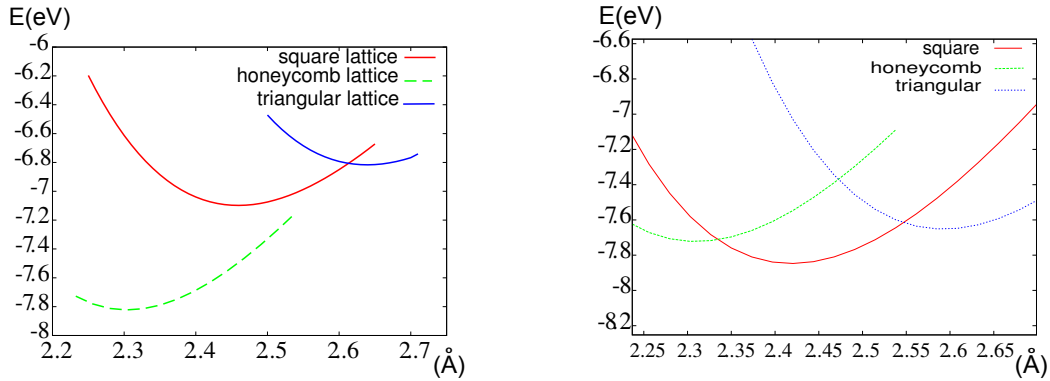 E(eV)
-6
-6.2
-6.4
-6.6
-6.8
-7
-7.2
-7.4
-7.6
-7.8
-8
2.2 2.3 2.4 2.5 2.6 2.7
(Å)
square lattice
honeycomb lattice
triangular lattice
E(eV)
-6.6
-6.8
-7
-7.2
-7.4
-7.6
-7.8
-8
-82
2.25 2.3 2.35 2.4 2.45 2.5 2.55 2.6 2.65
(Å)
square
honeycomb
triangular